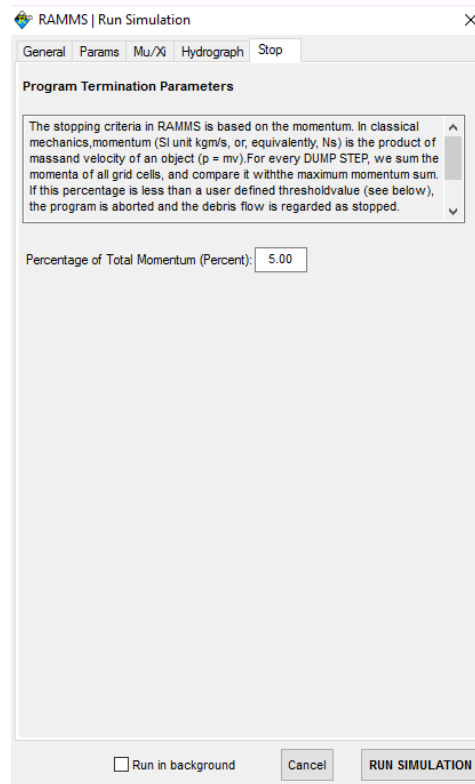 RAMMS | Run Simulation
General Params Mu/Xi Hydrograph Stop
Program Termination Parameters
The stopping criteria in RAMMS is based on the momentum. In classical
mechanics,momentum (SI unit kgm/s, or, equivalently, Ns) is the product of
massand velocity of an object (p = mv).For every DUMP STEP, we sum the
momenta of all grid cells, and compare it withthe maximum momentum sum.
If this percentage is less than a user defined thresholdvalue (see below),
the program is aborted and the debris flow is regarded as stopped.
Percentage of Total Momentum (Percent): 5.00
Run in background Cancel RUN SIMULATION